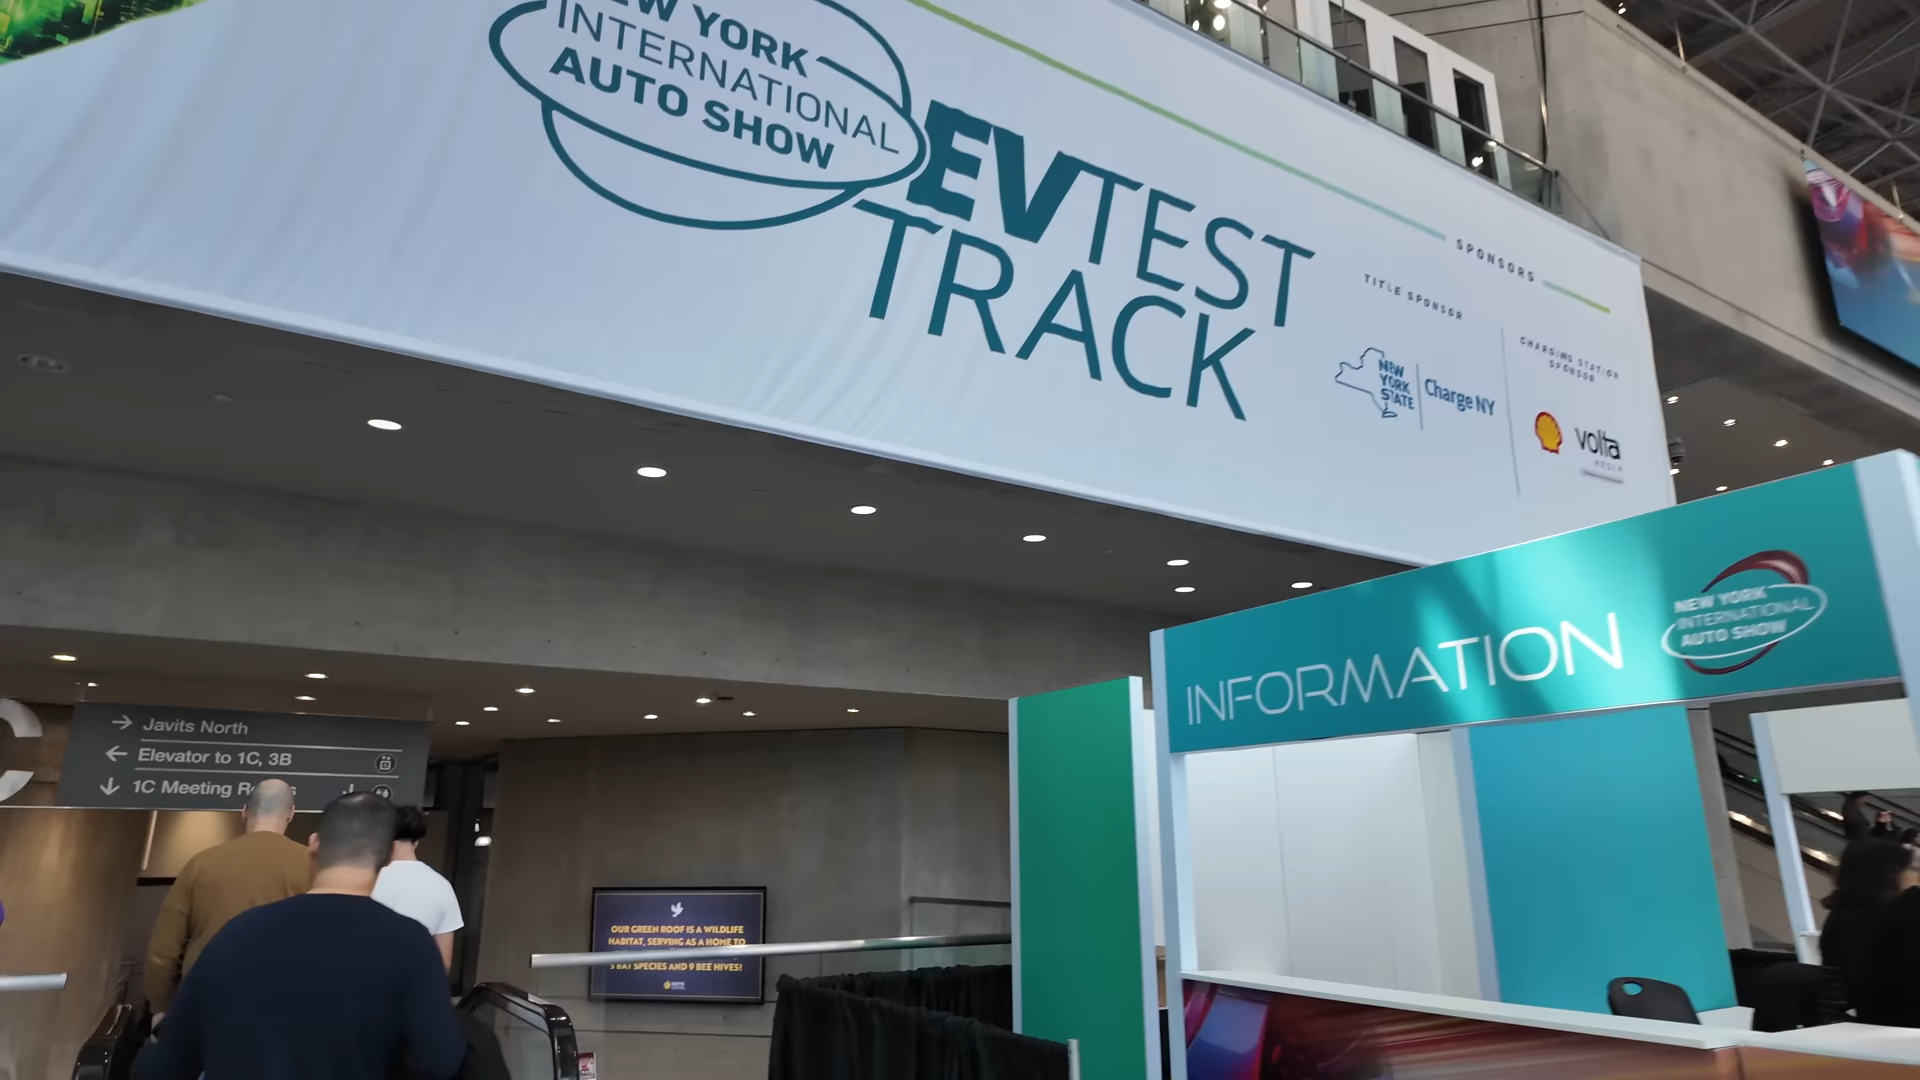 NEW YORK
INTERNATIONAL
AUTO SHOW
EVTEST
TRACK
SPONSORS
TITLE SPONSOR
NEW
YORK
STATE
Charge NY
CHARGING STATION
SPONSOR
volta
MEDIA
INFORMATION
NEW YORK
INTERNATIONAL
AUTO SHOW
C
Javits North
Elevator to 1C, 3B
1C Meeting
OUR GREEN ROOF IS A WILDLIFE
HABITAT, SERVING AS A HOME TO
5 BAT SPECIES AND 9 BEE HIVES!